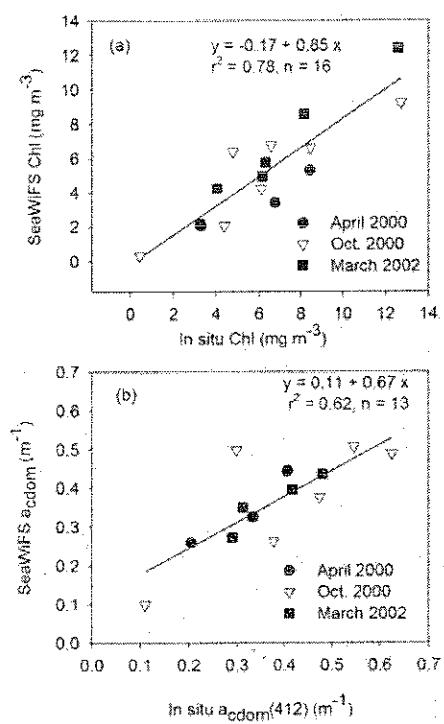 (a)
y = -0.17 + 0.85 x
r² = 0.78, n = 16
SeaWiFS Chl (mg m⁻³)
14
12
10
8
6
4
2
0
April 2000
Oct. 2000
March 2002
0 2 4 6 8 10 12 14
In situ Chl (mg m⁻³)
(b)
y = 0.11 + 0.67 x
r² = 0.62, n = 13
SeaWiFS a_cdom (m⁻¹)
0.7
0.6
0.5
0.4
0.3
0.2
0.1
0.0
April 2000
Oct. 2000
March 2002
0.0 0.1 0.2 0.3 0.4 0.5 0.6 0.7
In situ a_cdom(412) (m⁻¹)